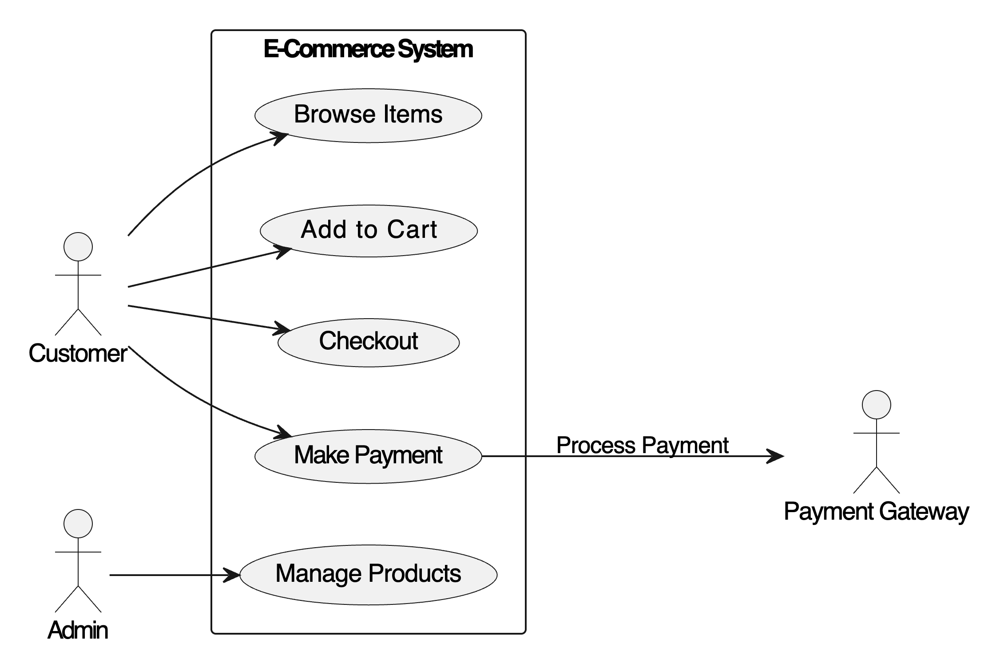 E-Commerce System
Browse Items
Add to Cart
Checkout
Customer
Make Payment
Process Payment
Payment Gateway
Manage Products
Admin